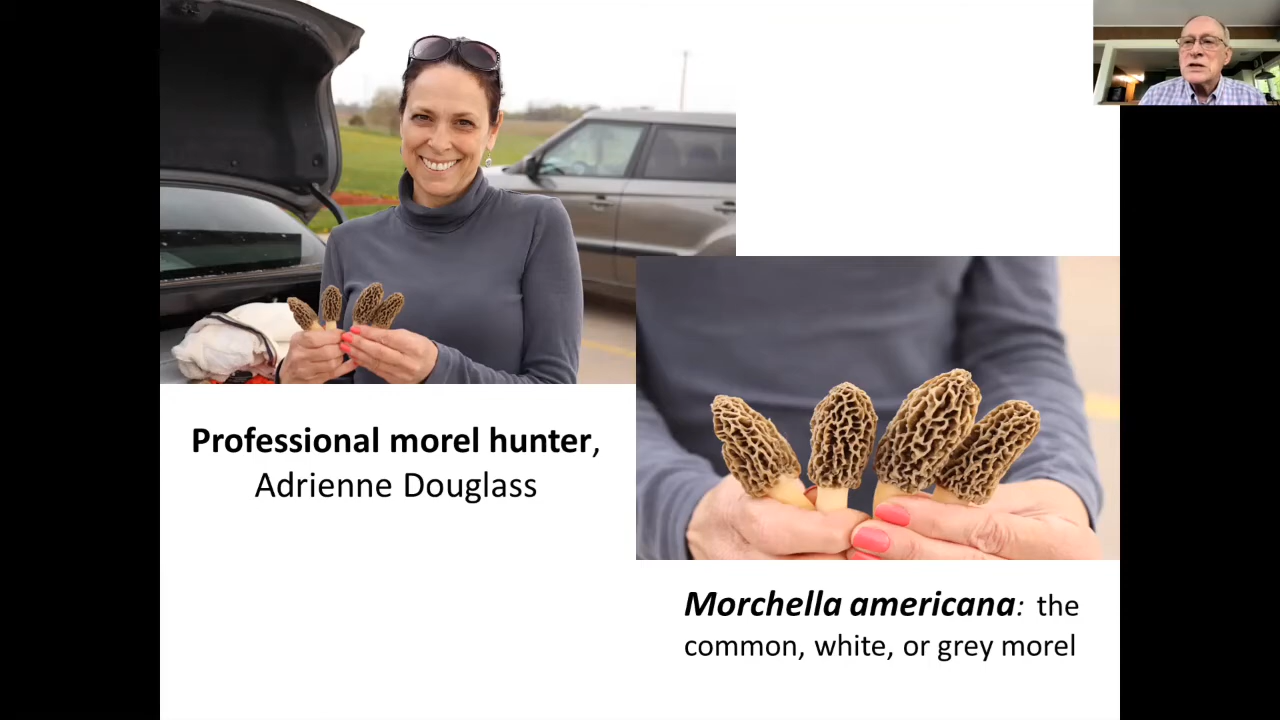 Professional morel hunter,
Adrienne Douglass
Morchella americana: the
common, white, or grey morel